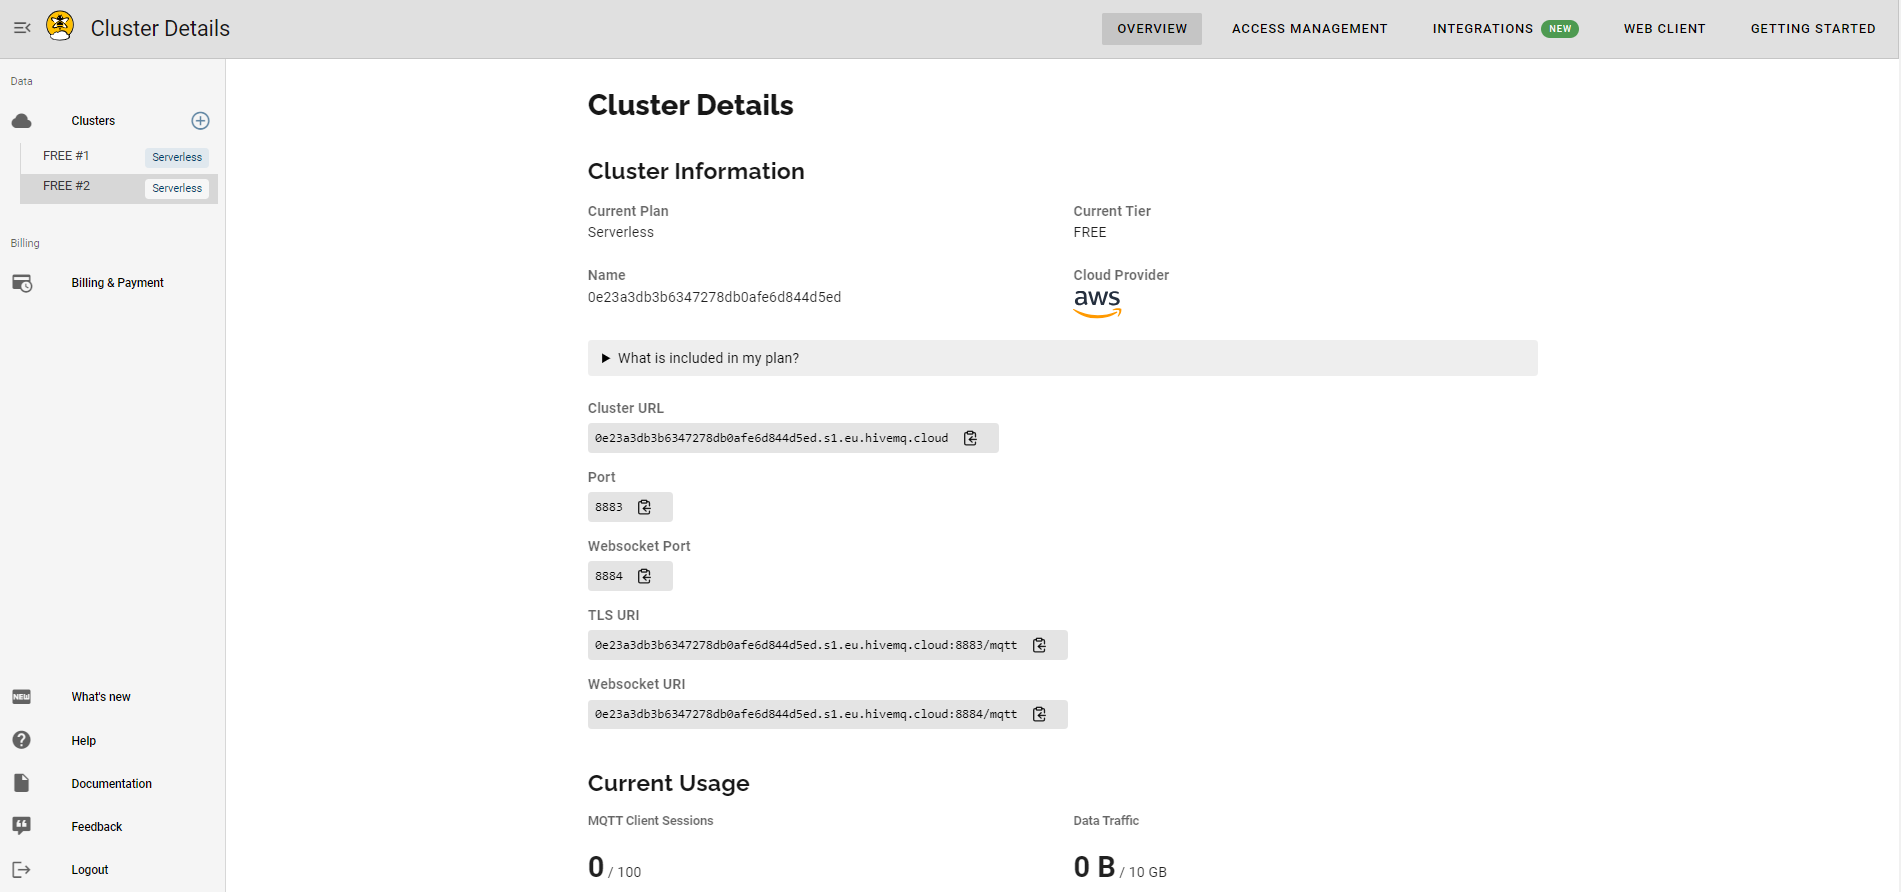 Cluster Details
OVERVIEW
ACCESS MANAGEMENT
INTEGRATIONS NEW
WEB CLIENT
GETTING STARTED
Data
Clusters
FREE #1 Serverless
FREE #2 Serverless
Billing
Billing & Payment
NEW What's new
Help
Documentation
Feedback
Logout
Cluster Details
Cluster Information
Current Plan
Serverless
Current Tier
FREE
Name
0e23a3db3b6347278db0afe6d844d5ed
Cloud Provider
aws
What is included in my plan?
Cluster URL
0e23a3db3b6347278db0afe6d844d5ed.s1.eu.hivemq.cloud
Port
8883
Websocket Port
8884
TLS URI
0e23a3db3b6347278db0afe6d844d5ed.s1.eu.hivemq.cloud:8883/mqtt
Websocket URI
0e23a3db3b6347278db0afe6d844d5ed.s1.eu.hivemq.cloud:8884/mqtt
Current Usage
MQTT Client Sessions
0 / 100
Data Traffic
0 B / 10 GB